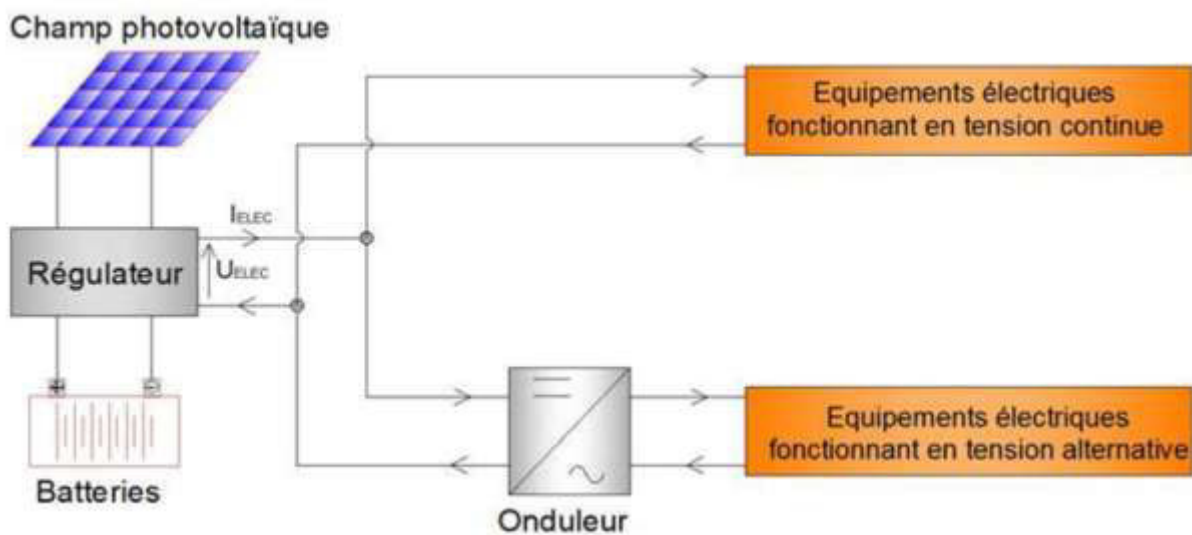 Champ photovoltaïque
Equipements électriques
fonctionnant en tension continue
IELEC
Régulateur
UELEC
Equipements électriques
fonctionnant en tension alternative
Batteries
Onduleur